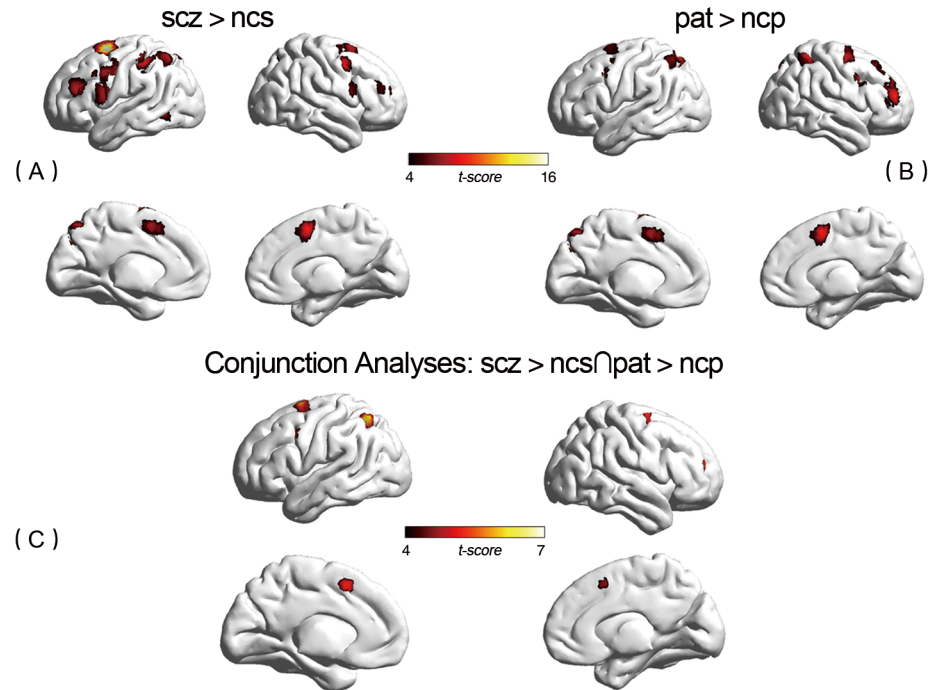 scz > ncs
pat > ncp
( A )
( B )
4 t-score 16
Conjunction Analyses: scz > ncs∩pat > ncp
( C )
4 t-score 7